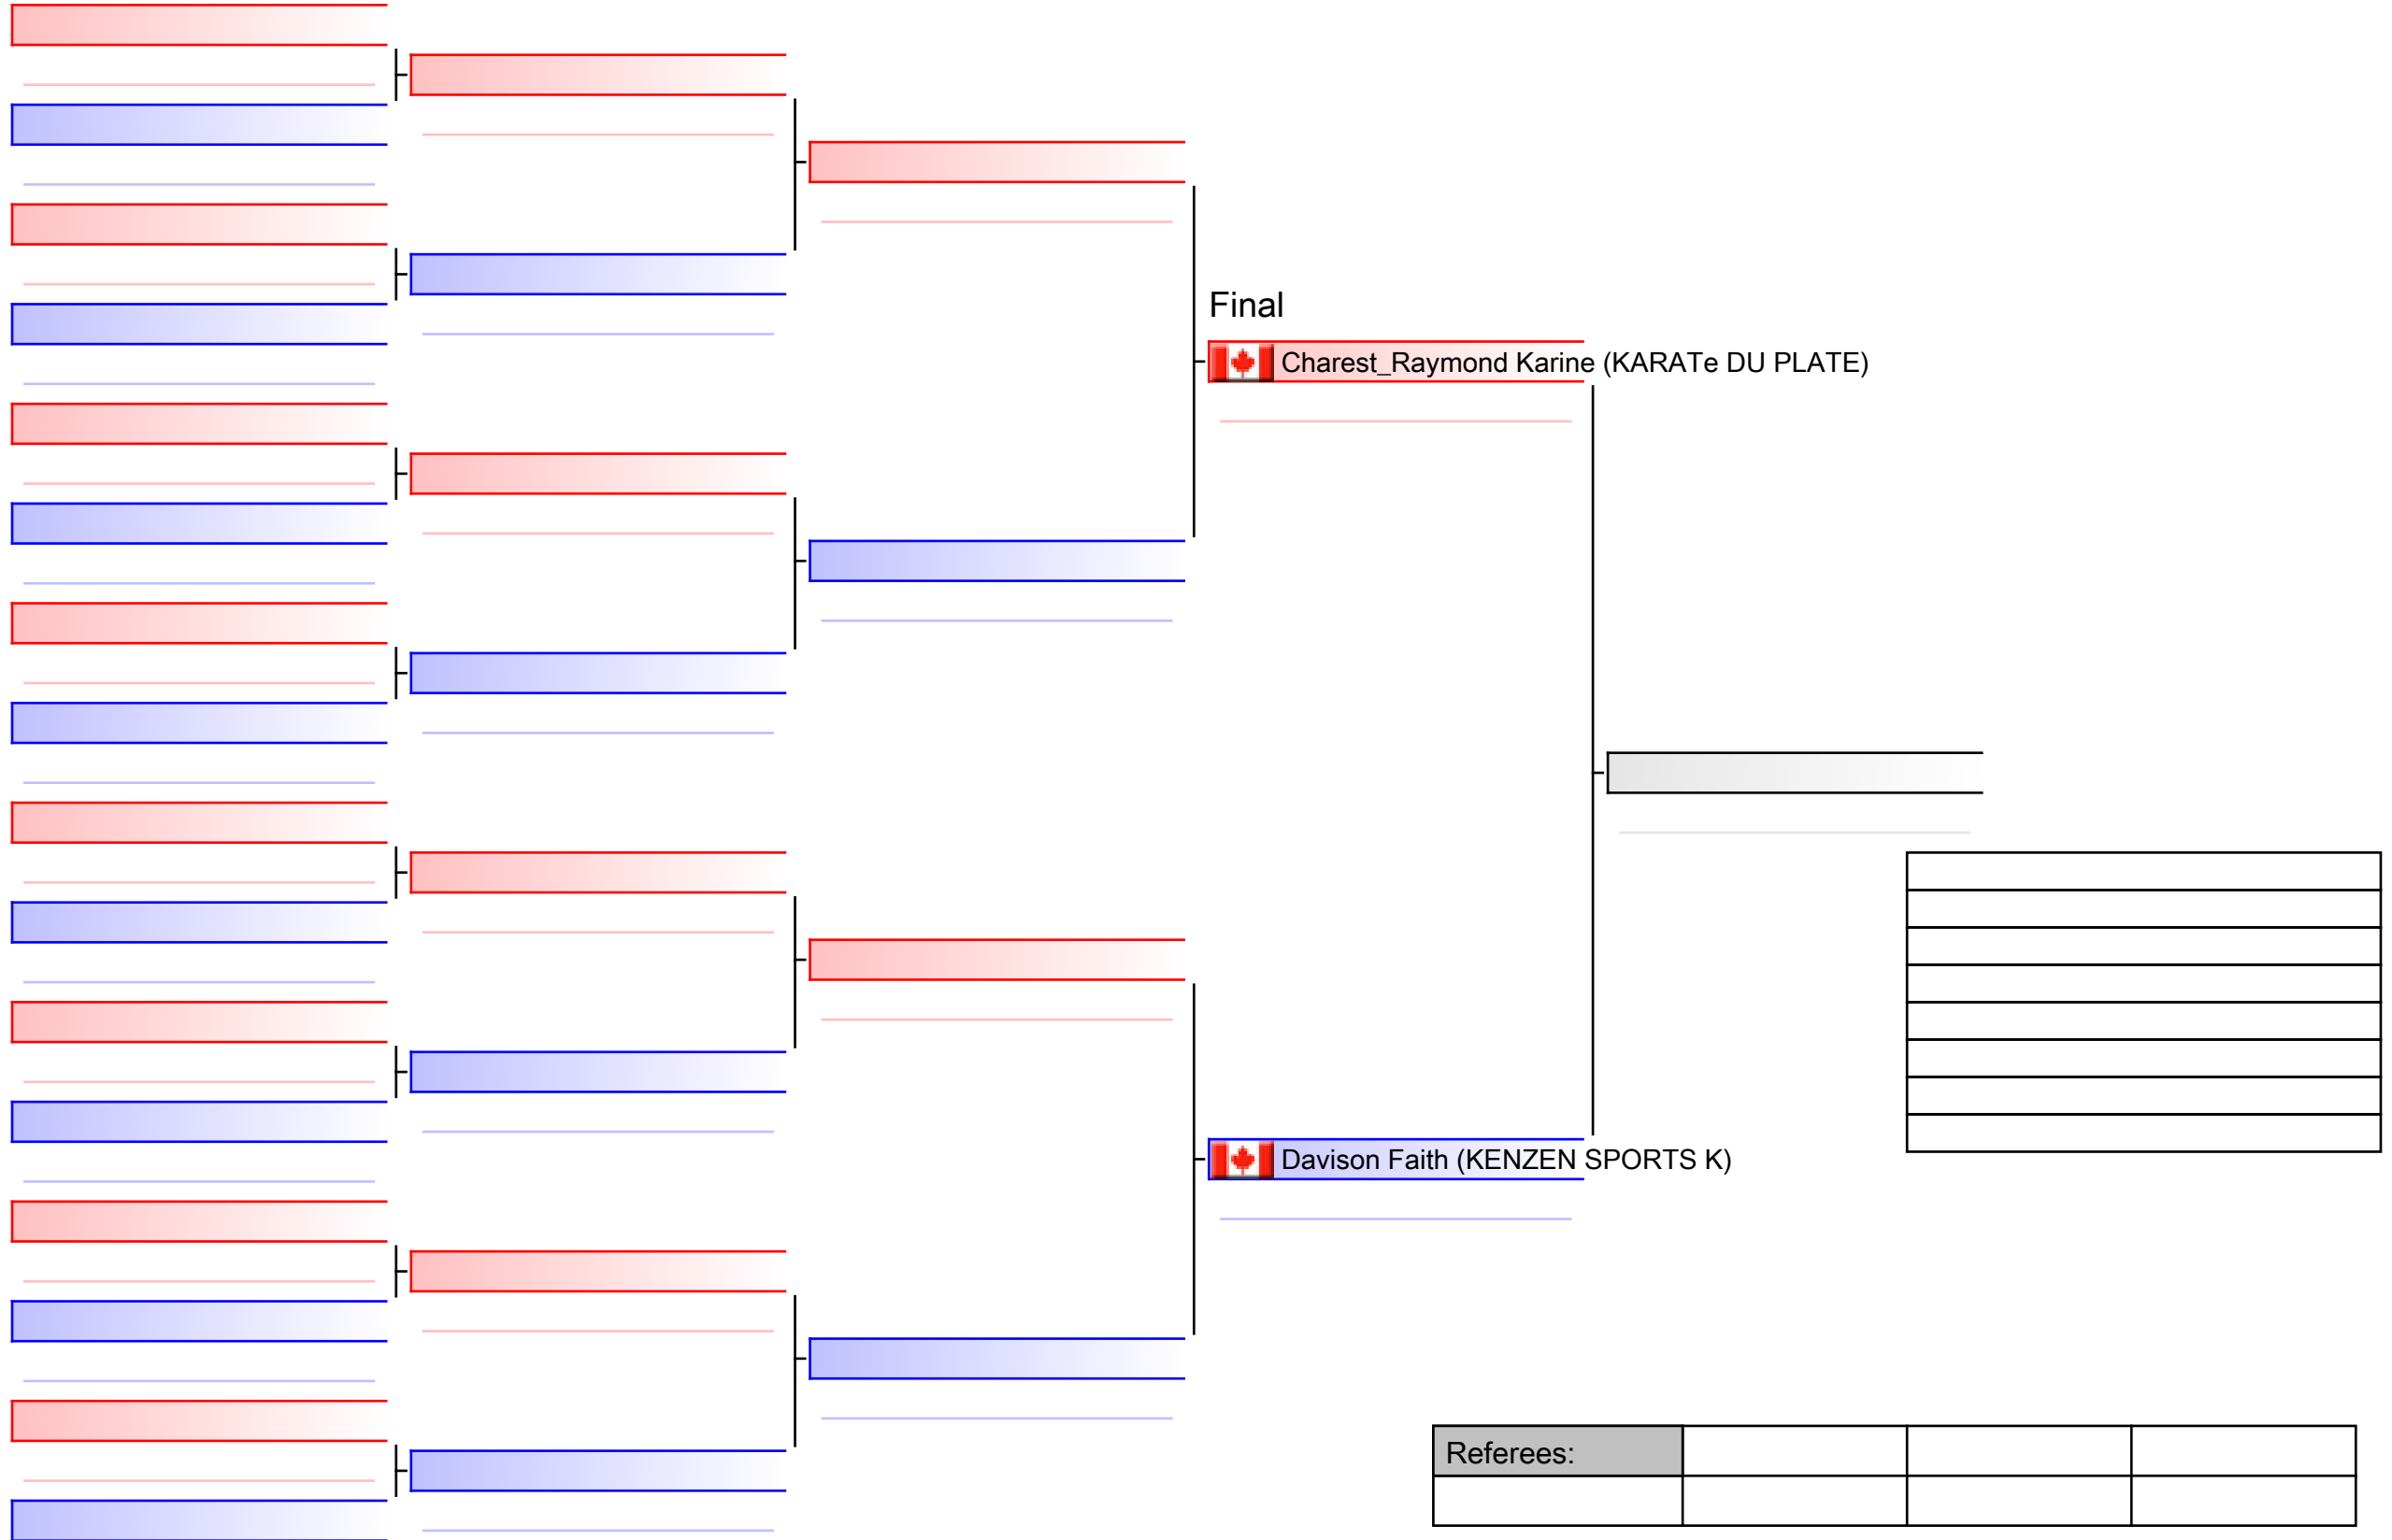 Final
Charest_Raymond Karine (KARATe DU PLATE)
Davison Faith (KENZEN SPORTS K)
Referees: